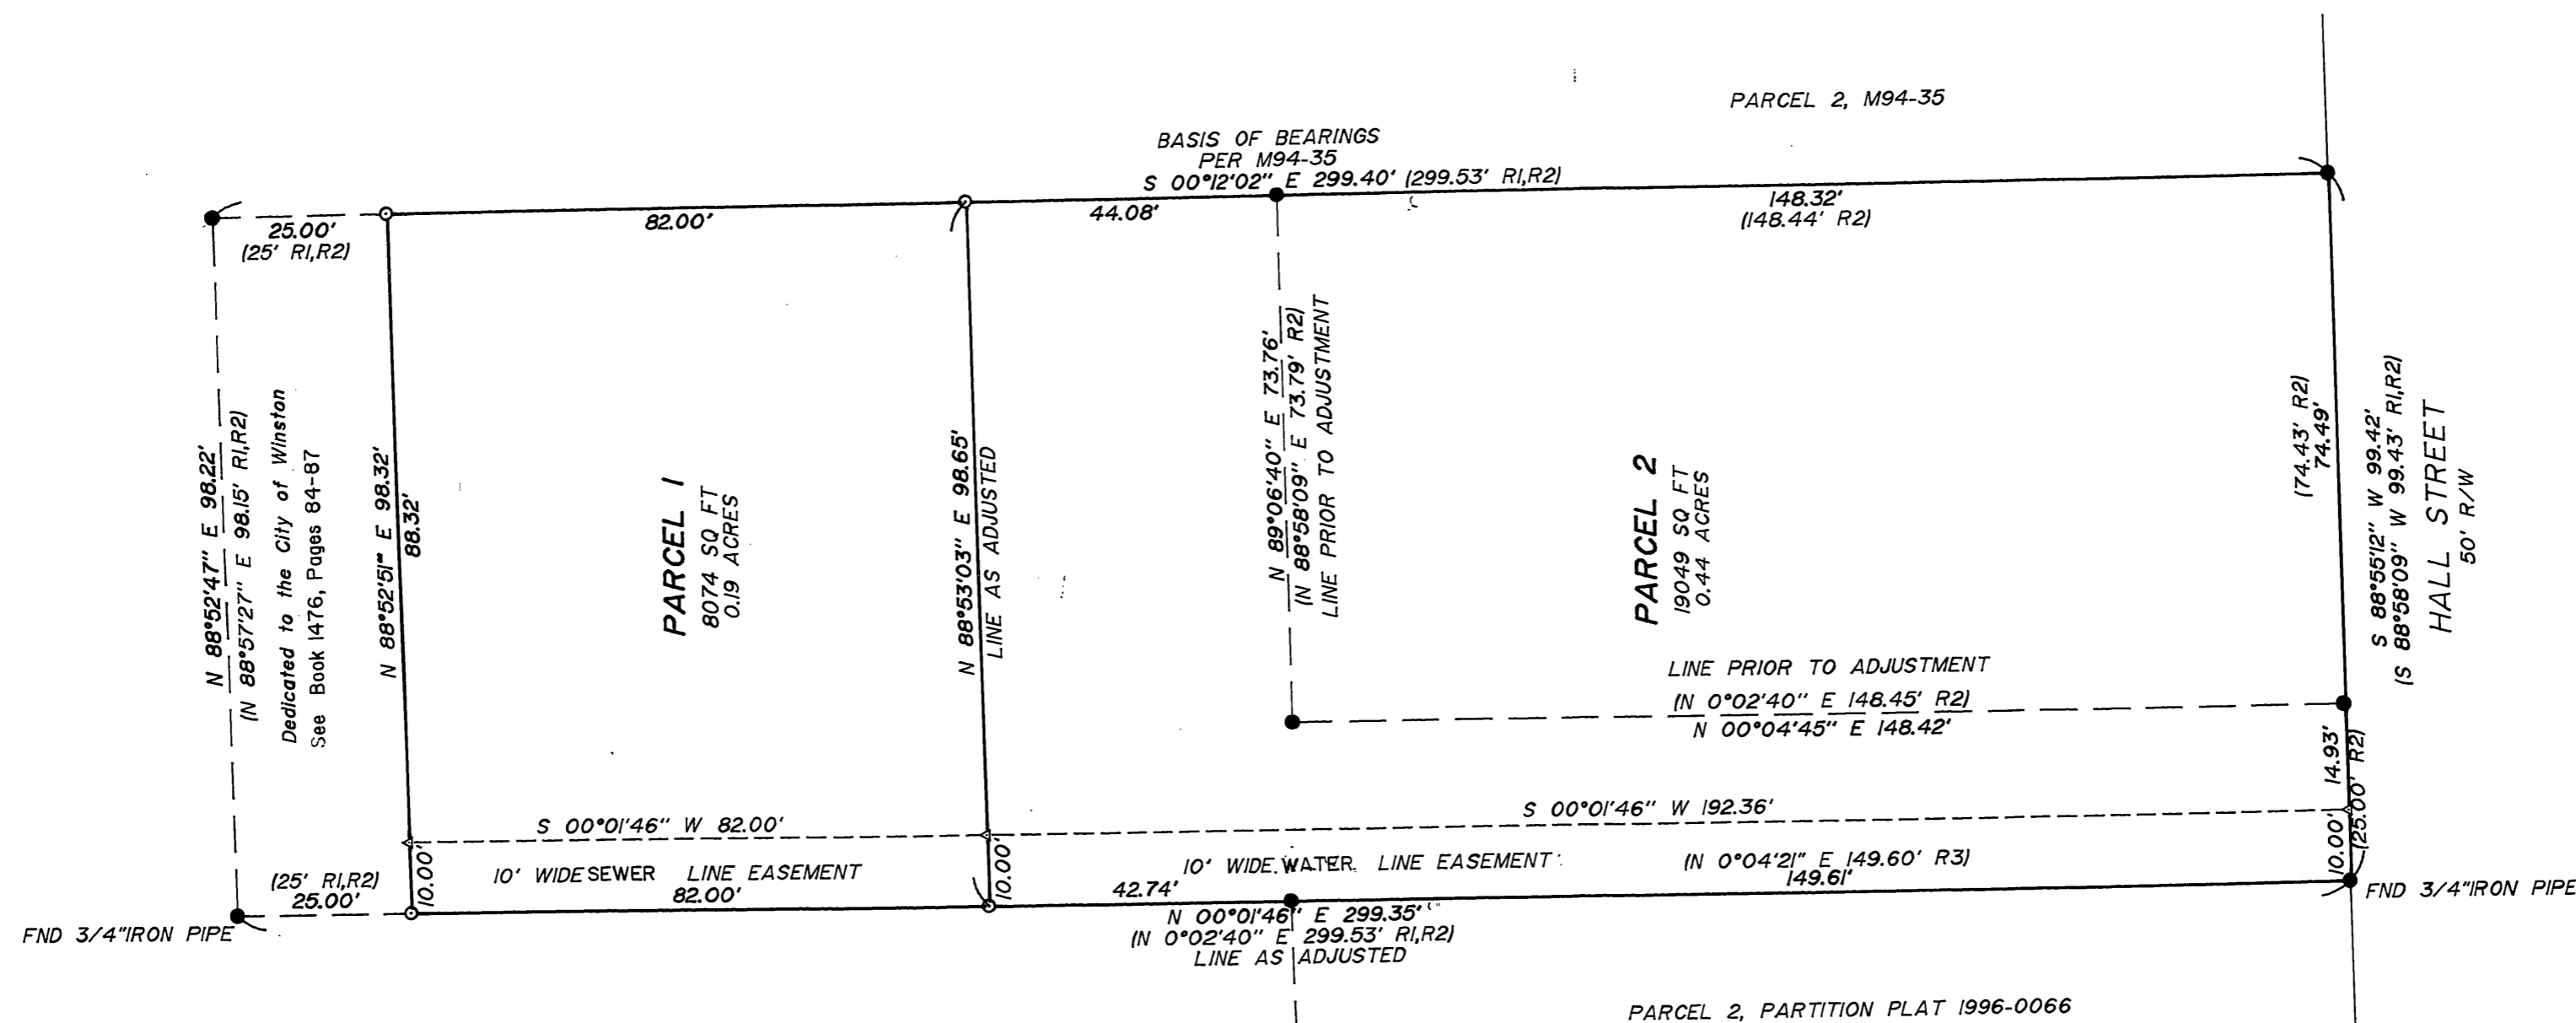 PARCEL 2, M94-35
BASIS OF BEARINGS
PER M94-35
S 00°12'02" E 299.40' (299.53' R1,R2)
25.00'
(25' R1,R2)
82.00'
44.08'
148.32'
(148.44' R2)
N 88°52'47" E 98.22'
(N 88°57'27" E 98.15' R1,R2)
Dedicated to the City of Winston
See Book 1476, Pages 84-87
N 88°52'51" E 98.32'
88.32'
PARCEL 1
8074 SQ FT
0.19 ACRES
N 88°53'03" E 98.65'
LINE AS ADJUSTED
N 89°06'40" E 73.76'
(N 88°58'09" E 73.79' R2)
LINE PRIOR TO ADJUSTMENT
PARCEL 2
19049 SQ FT
0.44 ACRES
(74.43' R2)
74.49'
S 88°55'12" W 99.42'
(S 88°58'09" W 99.43' R1,R2)
HALL STREET
50' R/W
LINE PRIOR TO ADJUSTMENT
(N 0°02'40" E 148.45' R2)
N 00°04'45" E 148.42'
14.93'
(25.00' R2)
10.00'
S 00°01'46" W 82.00'
S 00°01'46" W 192.36'
10.00'
10' WIDE SEWER LINE EASEMENT
82.00'
10.00'
10' WIDE WATER LINE EASEMENT
(N 0°04'21" E 149.60' R3)
149.61'
42.74'
(25' R1,R2)
25.00'
FND 3/4"IRON PIPE
FND 3/4"IRON PIPE
N 00°01'46" E 299.35'
(N 0°02'40" E 299.53' R1,R2)
LINE AS ADJUSTED
PARCEL 2, PARTITION PLAT 1996-0066